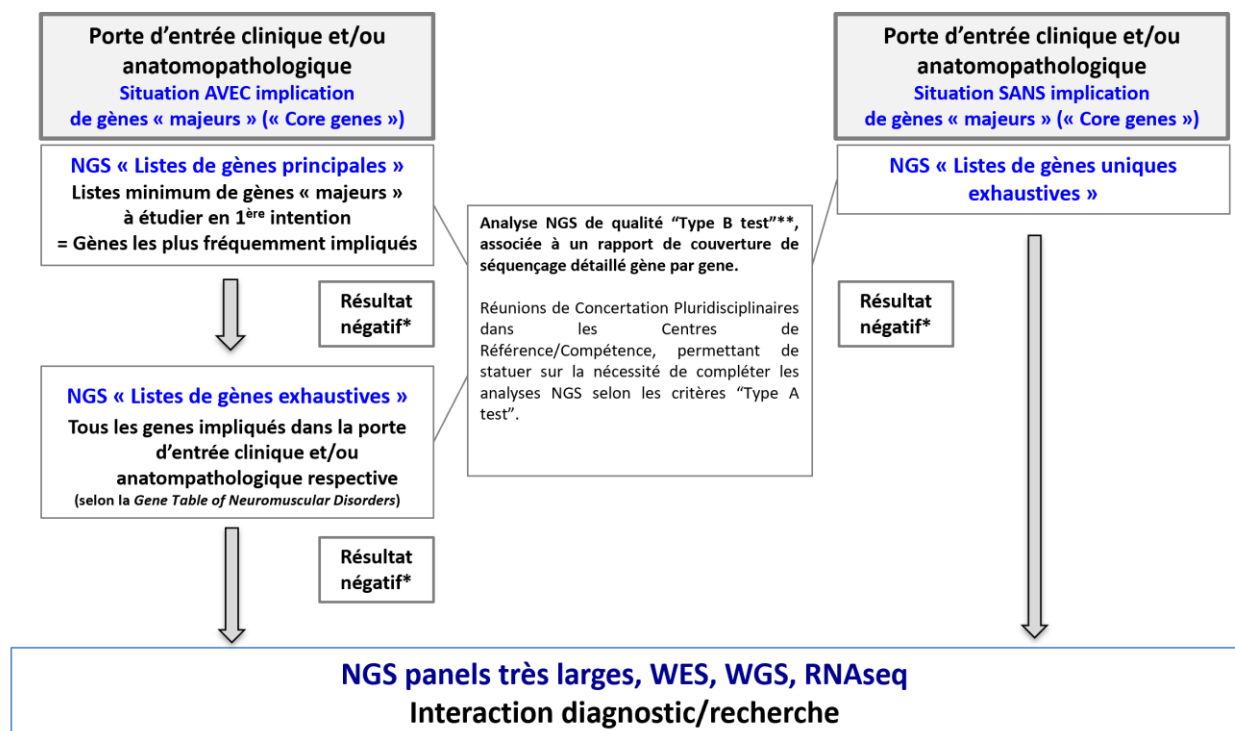 Porte d'entrée clinique et/ou
anatomopathologique
Situation AVEC implication
de gènes « majeurs » (« Core genes »)
NGS « Listes de gènes principales »
Listes minimum de gènes « majeurs »
à étudier en 1ère intention
= Gènes les plus fréquemment impliqués
Résultat
négatif*
NGS « Listes de gènes exhaustives »
Tous les genes impliqués dans la porte
d'entrée clinique et/ou
anatompathologique respective
(selon la Gene Table of Neuromuscular Disorders)
Résultat
négatif*
Analyse NGS de qualité "Type B test"**,
associée à un rapport de couverture de
séquençage détaillé gène par gene.
Réunions de Concertation Pluridisciplinaires
dans les Centres de
Référence/Compétence, permettant de
statuer sur la nécessité de compléter les
analyses NGS selon les critères "Type A
test".
Porte d'entrée clinique et/ou
anatomopathologique
Situation SANS implication
de gènes « majeurs » (« Core genes »)
NGS « Listes de gènes uniques
exhaustives »
Résultat
négatif*
NGS panels très larges, WES, WGS, RNAseq
Interaction diagnostic/recherche